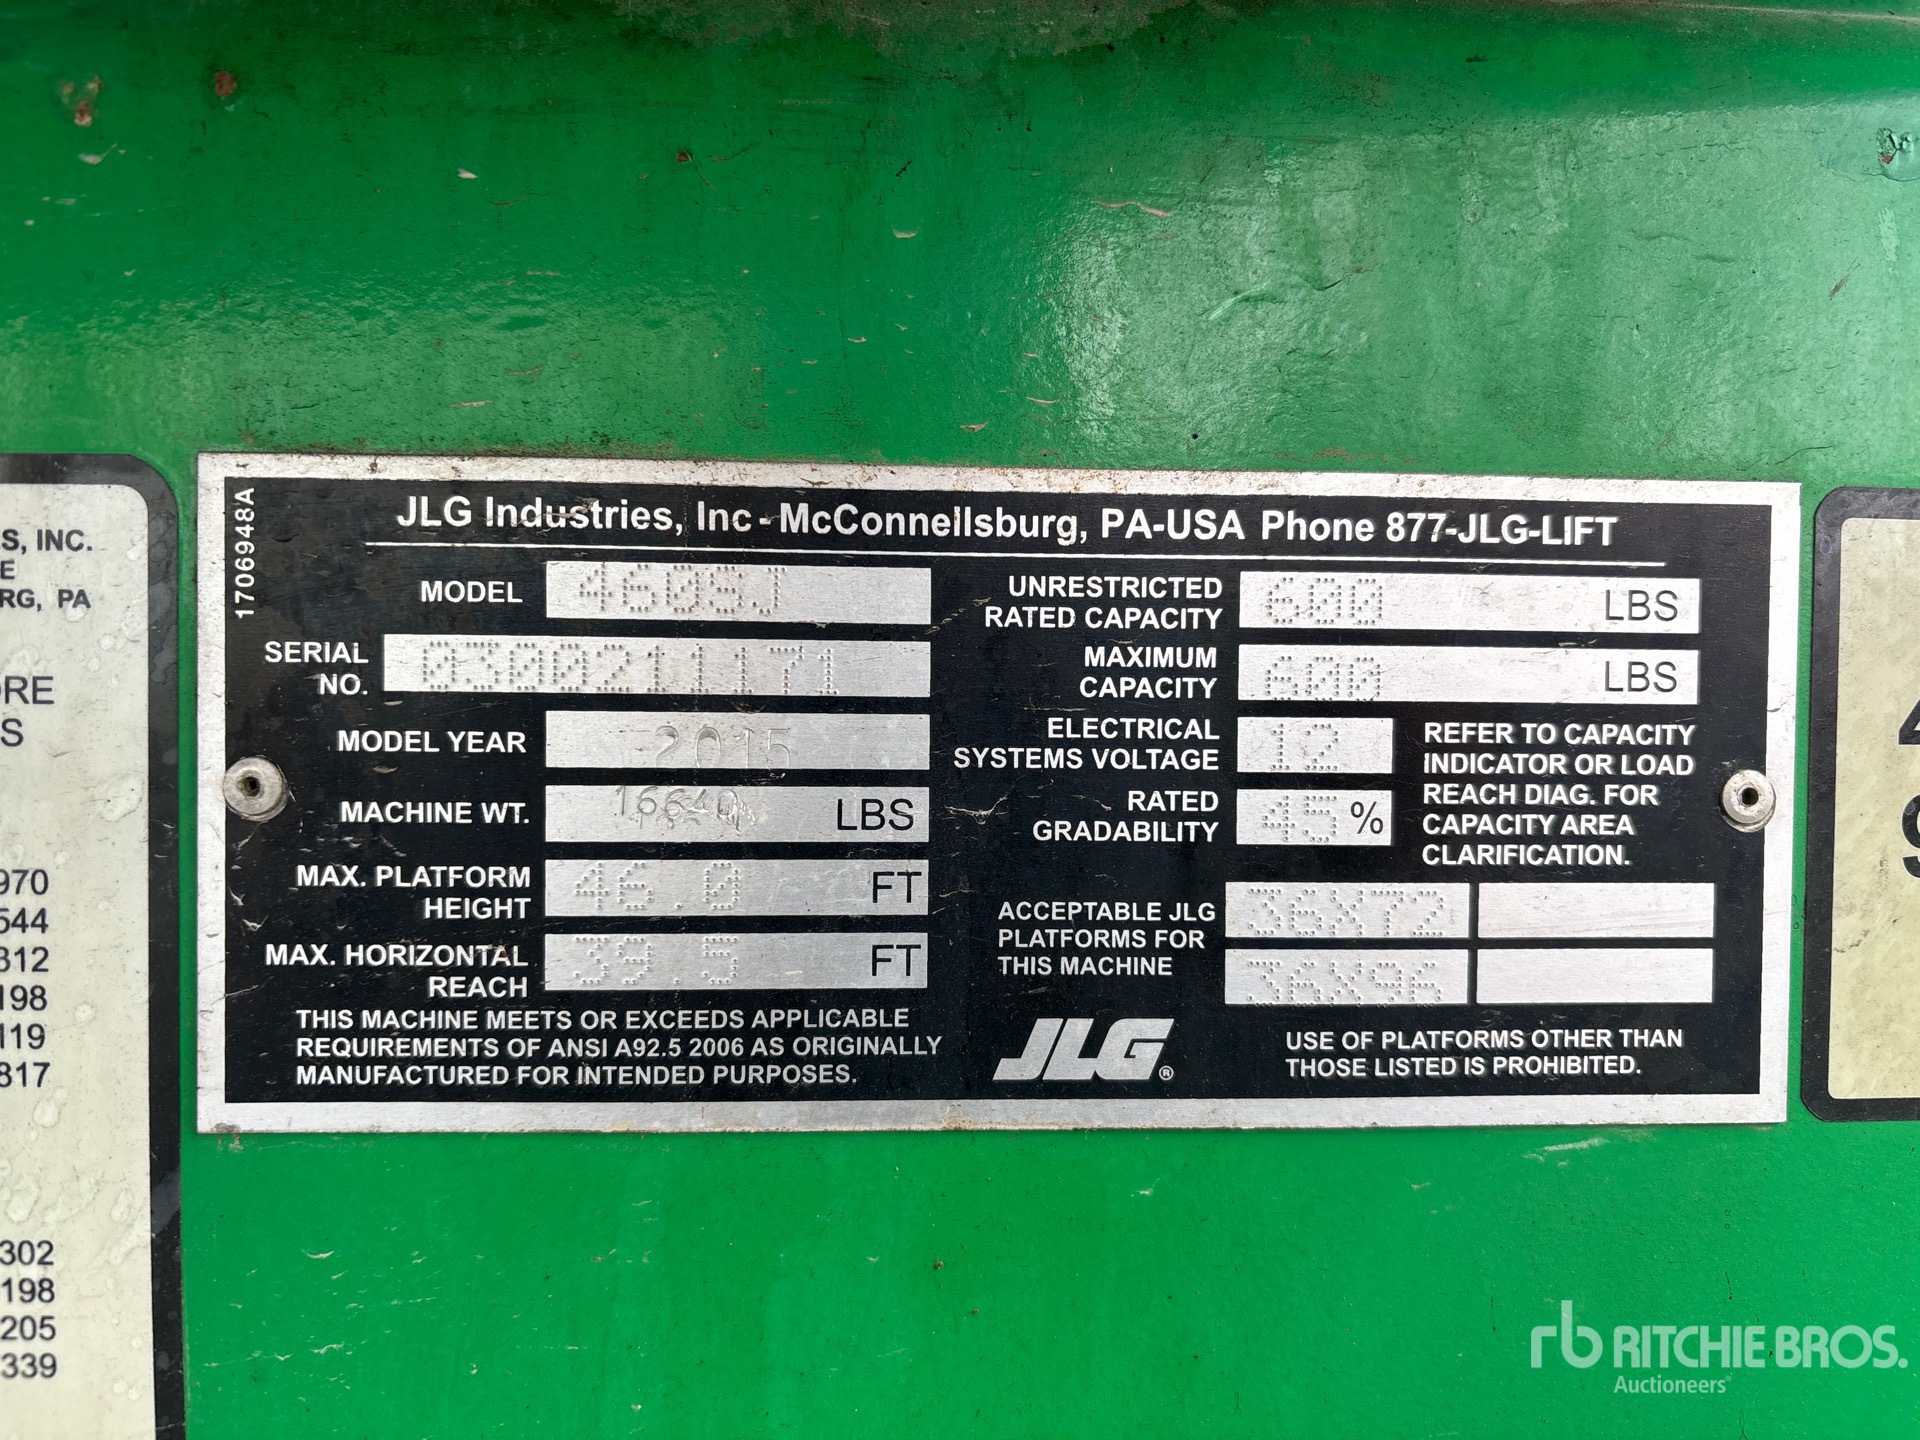 S, INC.
E
RG, PA
ORE
S
970
544
312
198
119
817
302
198
205
339
1706948A
JLG Industries, Inc - McConnellsburg, PA-USA Phone 877-JLG-LIFT
MODEL 460SJ
SERIAL NO. 0300211171
MODEL YEAR 2015
MACHINE WT. 16640 LBS
MAX. PLATFORM HEIGHT 46.0 FT
MAX. HORIZONTAL REACH 39.5 FT
THIS MACHINE MEETS OR EXCEEDS APPLICABLE
REQUIREMENTS OF ANSI A92.5 2006 AS ORIGINALLY
MANUFACTURED FOR INTENDED PURPOSES.
UNRESTRICTED RATED CAPACITY 600 LBS
MAXIMUM CAPACITY 600 LBS
ELECTRICAL SYSTEMS VOLTAGE 12
RATED GRADABILITY 45 %
REFER TO CAPACITY
INDICATOR OR LOAD
REACH DIAG. FOR
CAPACITY AREA
CLARIFICATION.
ACCEPTABLE JLG
PLATFORMS FOR
THIS MACHINE
36X72
36X96
JLG®
USE OF PLATFORMS OTHER THAN
THOSE LISTED IS PROHIBITED.
4
9
rb RITCHIE BROS.
Auctioneers